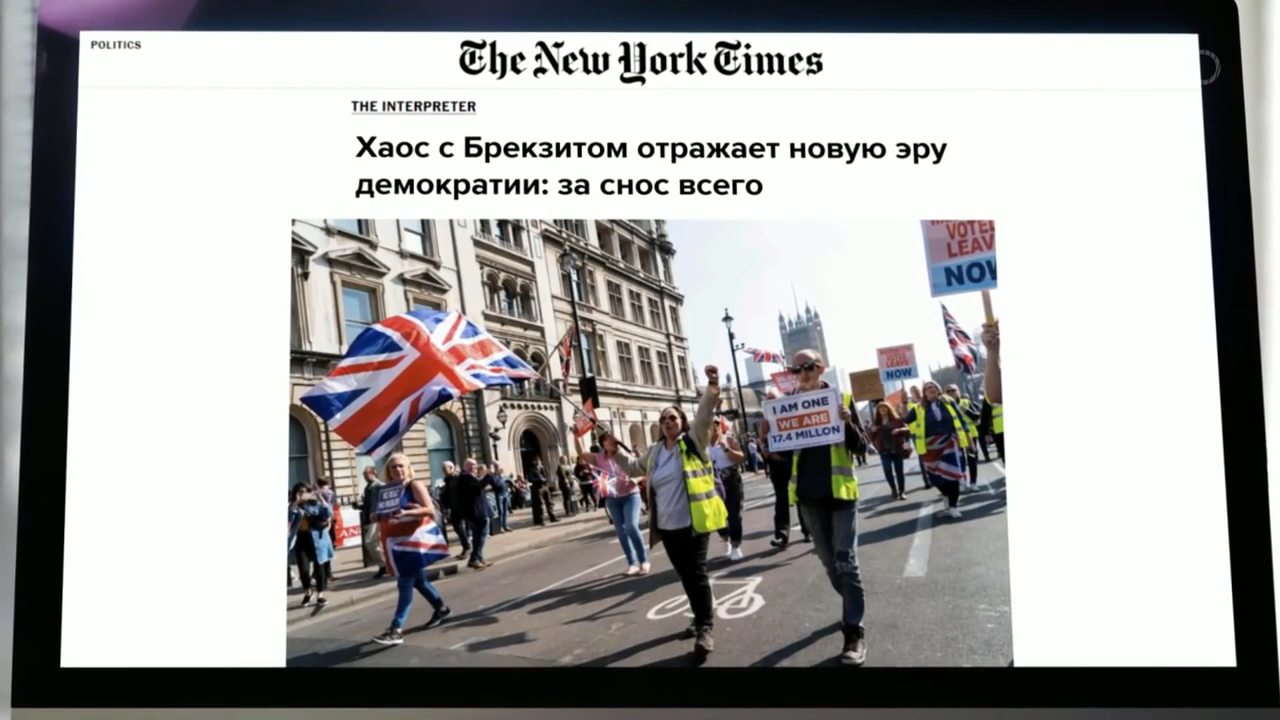 POLITICS
The New York Times
THE INTERPRETER
Хаос с Брекзитом отражает новую эру
демократии: за снос всего
VOTED
LEAVE
NOW
LEAVE
NOW
I AM ONE
WE ARE
17.4 MILLON